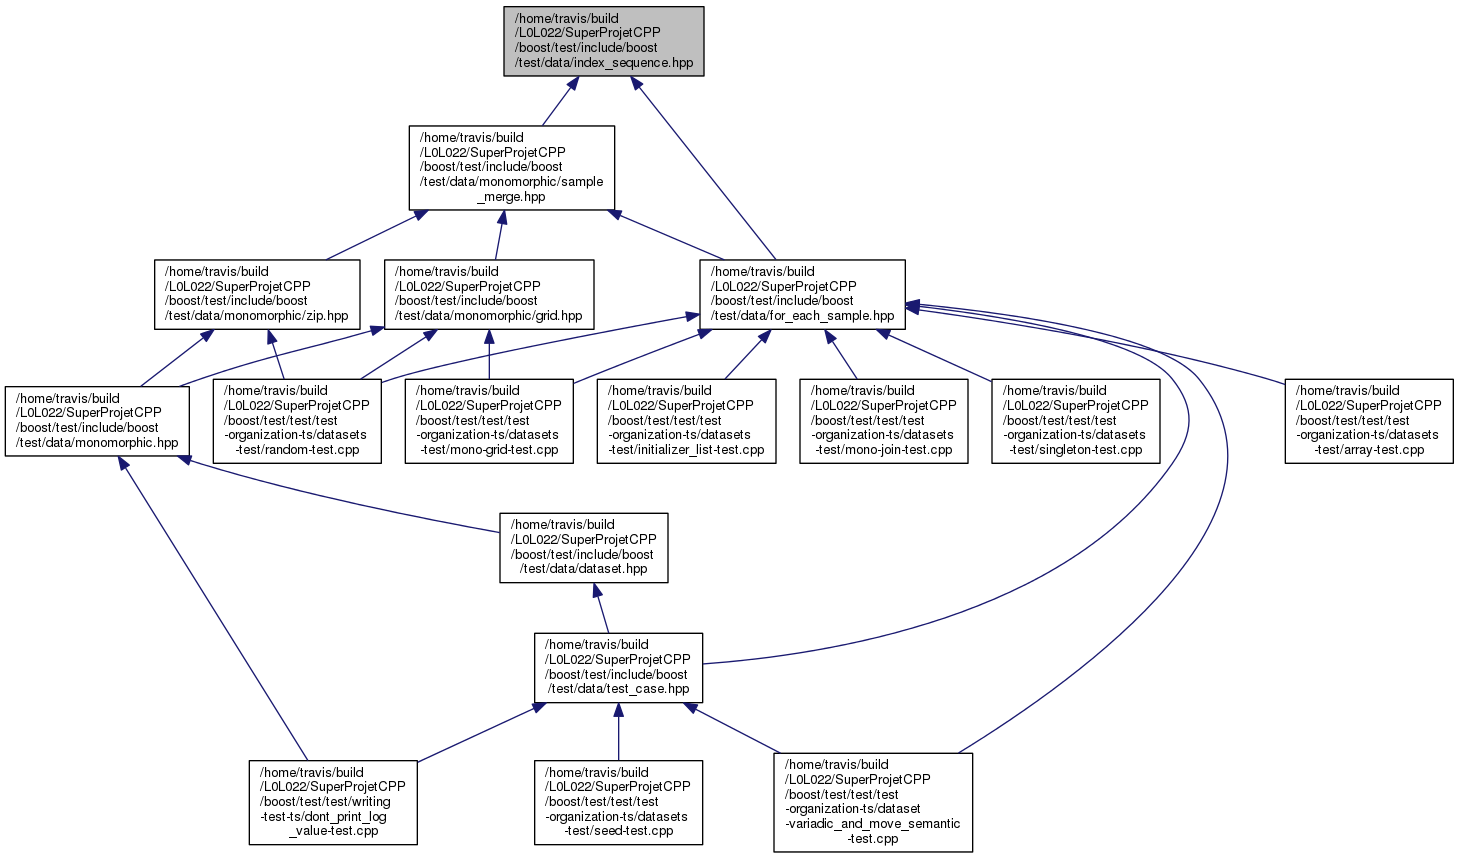 /home/travis/build
/L0L022/SuperProjetCPP
/boost/test/include/boost
/test/data/index_sequence.hpp
/home/travis/build
/L0L022/SuperProjetCPP
/boost/test/include/boost
/test/data/monomorphic/sample
_merge.hpp
/home/travis/build
/L0L022/SuperProjetCPP
/boost/test/include/boost
/test/data/monomorphic/zip.hpp
/home/travis/build
/L0L022/SuperProjetCPP
/boost/test/include/boost
/test/data/monomorphic/grid.hpp
/home/travis/build
/L0L022/SuperProjetCPP
/boost/test/include/boost
/test/data/for_each_sample.hpp
/home/travis/build
/L0L022/SuperProjetCPP
/boost/test/include/boost
/test/data/monomorphic.hpp
/home/travis/build
/L0L022/SuperProjetCPP
/boost/test/test/test
-organization-ts/datasets
-test/random-test.cpp
/home/travis/build
/L0L022/SuperProjetCPP
/boost/test/test/test
-organization-ts/datasets
-test/mono-grid-test.cpp
/home/travis/build
/L0L022/SuperProjetCPP
/boost/test/test/test
-organization-ts/datasets
-test/initializer_list-test.cpp
/home/travis/build
/L0L022/SuperProjetCPP
/boost/test/test/test
-organization-ts/datasets
-test/mono-join-test.cpp
/home/travis/build
/L0L022/SuperProjetCPP
/boost/test/test/test
-organization-ts/datasets
-test/singleton-test.cpp
/home/travis/build
/L0L022/SuperProjetCPP
/boost/test/test/test
-organization-ts/datasets
-test/array-test.cpp
/home/travis/build
/L0L022/SuperProjetCPP
/boost/test/include/boost
/test/data/dataset.hpp
/home/travis/build
/L0L022/SuperProjetCPP
/boost/test/include/boost
/test/data/test_case.hpp
/home/travis/build
/L0L022/SuperProjetCPP
/boost/test/test/writing
-test-ts/dont_print_log
_value-test.cpp
/home/travis/build
/L0L022/SuperProjetCPP
/boost/test/test/test
-organization-ts/datasets
-test/seed-test.cpp
/home/travis/build
/L0L022/SuperProjetCPP
/boost/test/test/test
-organization-ts/dataset
-variadic_and_move_semantic
-test.cpp